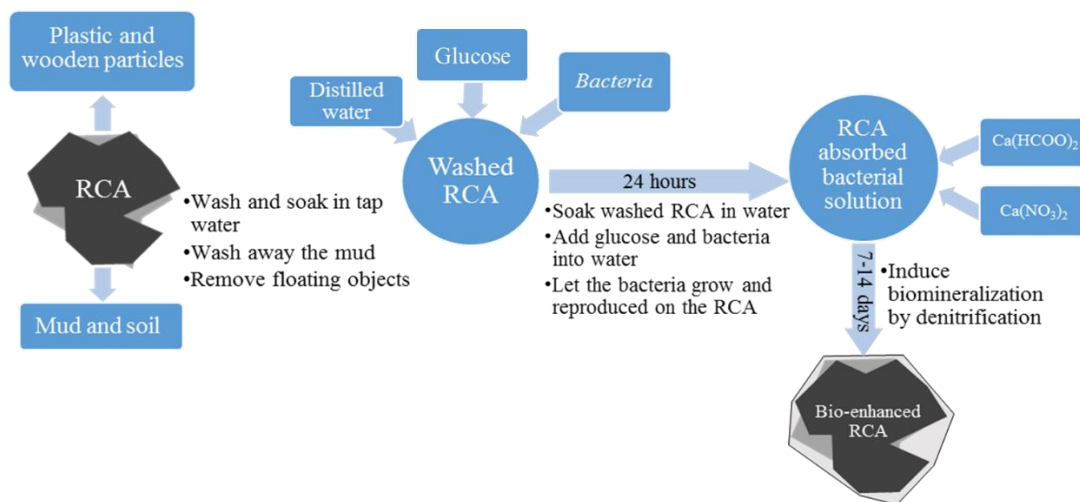 Plastic and
wooden particles
RCA
Mud and soil
•Wash and soak in tap
water
•Wash away the mud
•Remove floating objects
Distilled
water
Glucose
Bacteria
Washed
RCA
24 hours
•Soak washed RCA in water
•Add glucose and bacteria
into water
•Let the bacteria grow and
reproduced on the RCA
RCA
absorbed
bacterial
solution
Ca(HCOO)₂
Ca(NO₃)₂
7-14 days
•Induce
biomineralization
by denitrification
Bio-enhanced
RCA